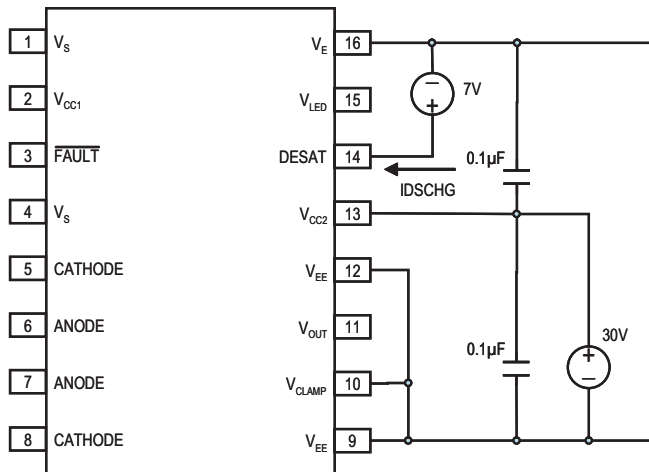 1 V_S V_E 16
7V
2 V_CC1 V_LED 15
3 FAULT DESAT 14
0.1µF
IDSCHG
4 V_S V_CC2 13
5 CATHODE V_EE 12
6 ANODE V_OUT 11
30V
0.1µF
7 ANODE V_CLAMP 10
8 CATHODE V_EE 9